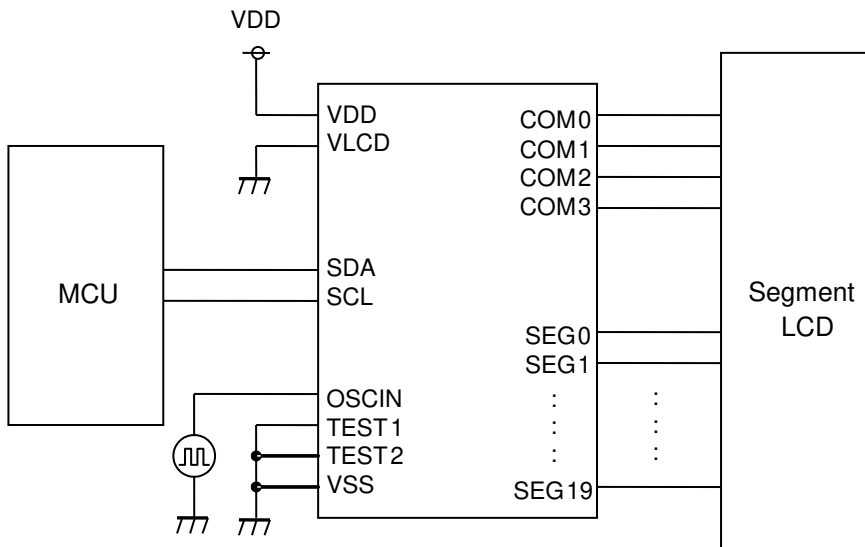 VDD
VDD
VLCD
SDA
SCL
OSCIN
TEST1
TEST2
VSS
COM0
COM1
COM2
COM3
SEG0
SEG1
:
:
:
:
SEG19
MCU
Segment
LCD